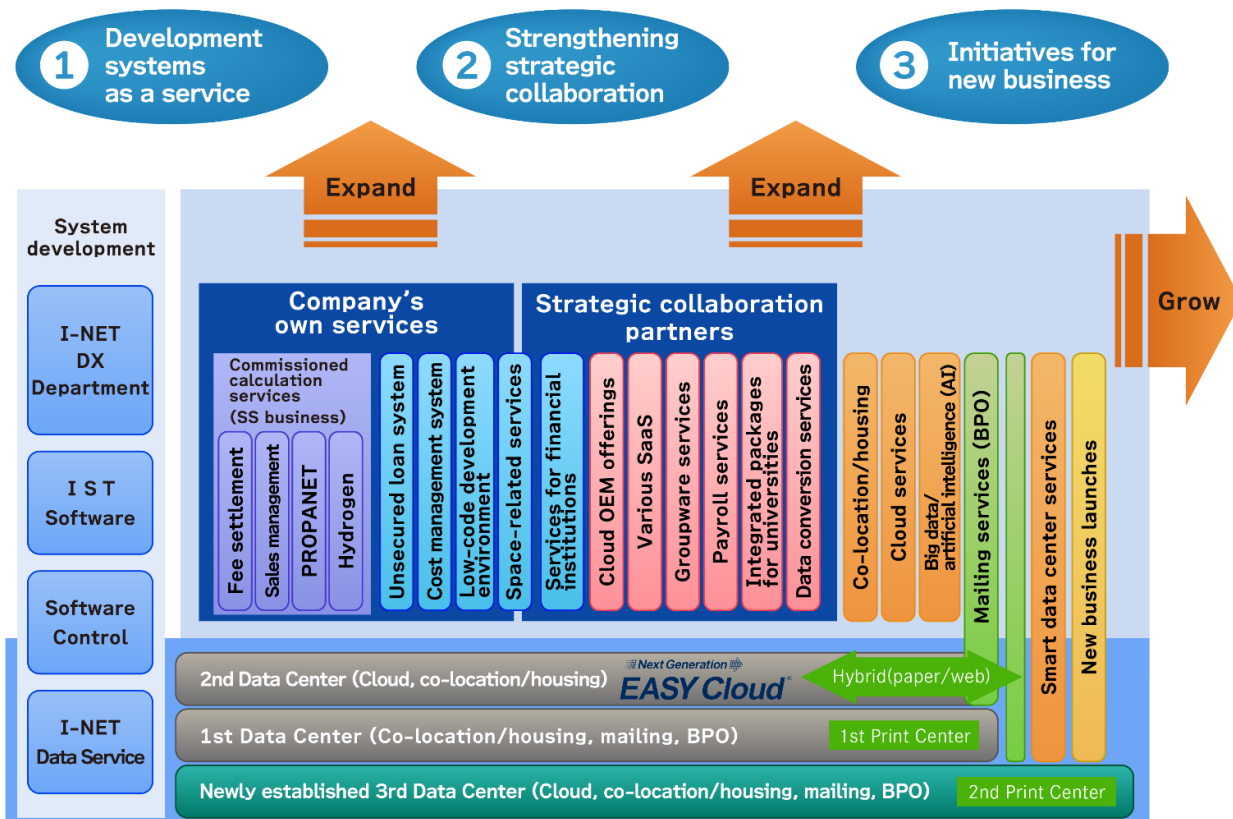 1
Development
systems
as a service
2
Strengthening
strategic
collaboration
3
Initiatives for
new business
Expand
Expand
Grow
System
development
I-NET
DX
Department
I S T
Software
Software
Control
I-NET
Data Service
Company's
own services
Strategic collaboration
partners
Commissioned
calculation
services
(SS business)
Fee settlement
Sales management
PROPANET
Hydrogen
Unsecured loan system
Cost management system
Low-code development
environment
Space-related services
Services for financial
institutions
Cloud OEM offerings
Various SaaS
Groupware services
Payroll services
Integrated packages
for universities
Data conversion services
Co-location/housing
Cloud services
Big data/
artificial intelligence (AI)
Mailing services (BPO)
Smart data center services
New business launches
2nd Data Center (Cloud, co-location/housing)
Next Generation
EASY Cloud®
Hybrid(paper/web)
1st Data Center (Co-location/housing, mailing, BPO)
1st Print Center
Newly established 3rd Data Center (Cloud, co-location/housing, mailing, BPO)
2nd Print Center